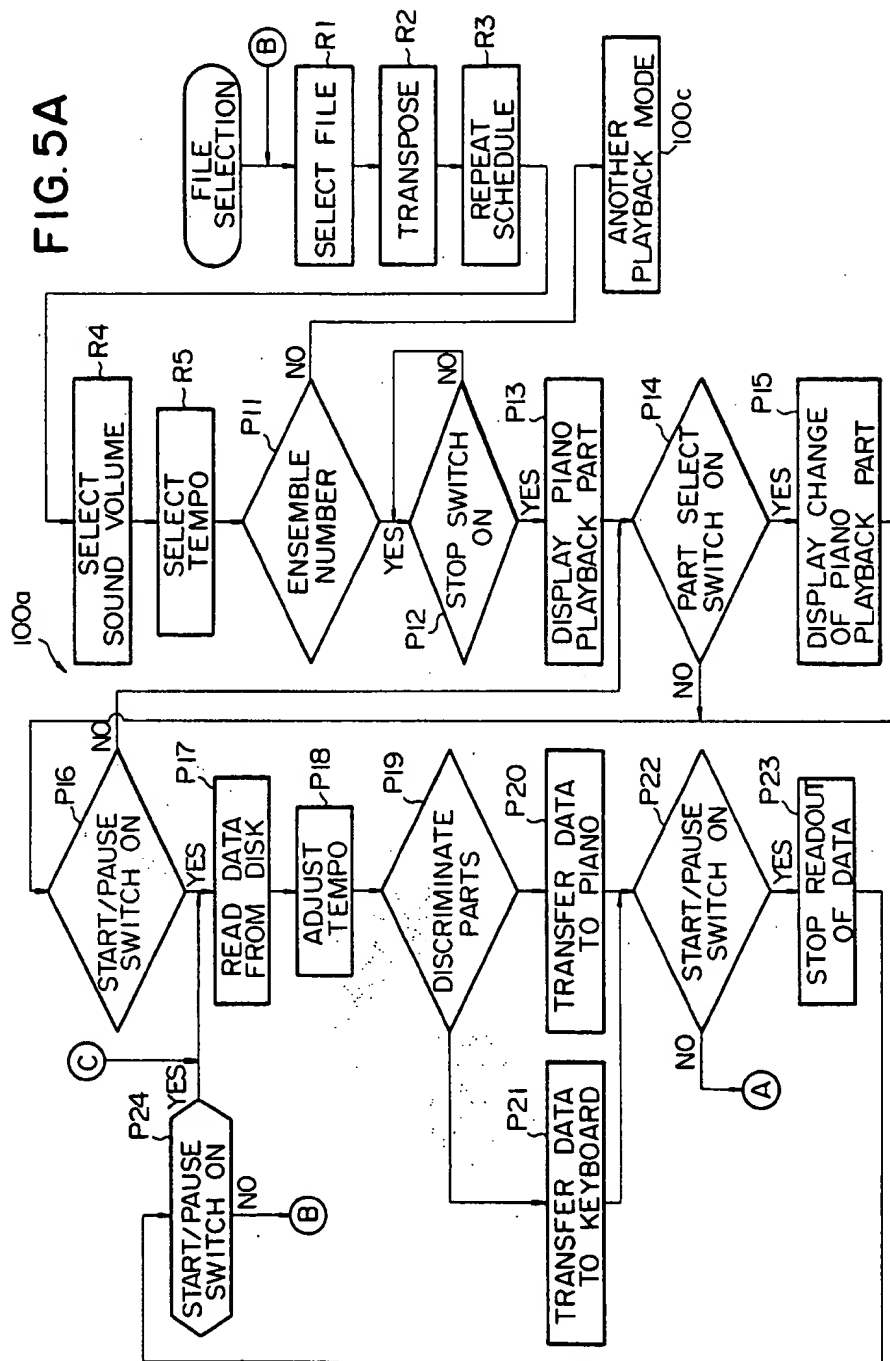 FIG. 5A
FILE
SELECTION
B
SELECT FILE
R1
TRANSPOSE
R2
REPEAT
SCHEDULE
R3
ANOTHER
PLAYBACK MODE
100c
100a
SELECT
SOUND VOLUME
R4
SELECT
TEMPO
R5
P11
ENSEMBLE
NUMBER
NO
YES
P12
STOP SWITCH
ON
NO
YES
P13
DISPLAY PIANO
PLAYBACK PART
P14
PART SELECT
SWITCH ON
NO
YES
P15
DISPLAY CHANGE
OF PIANO
PLAYBACK PART
P16
START/PAUSE
SWITCH ON
NO
YES
P17
READ DATA
FROM DISK
P18
ADJUST
TEMPO
P19
DISCRIMINATE
PARTS
P20
TRANSFER DATA
TO PIANO
P21
TRANSFER DATA
TO KEYBOARD
P22
START/PAUSE
SWITCH ON
NO
A
YES
P23
STOP READOUT
OF DATA
C
P24
START/PAUSE
SWITCH ON
YES
NO
B